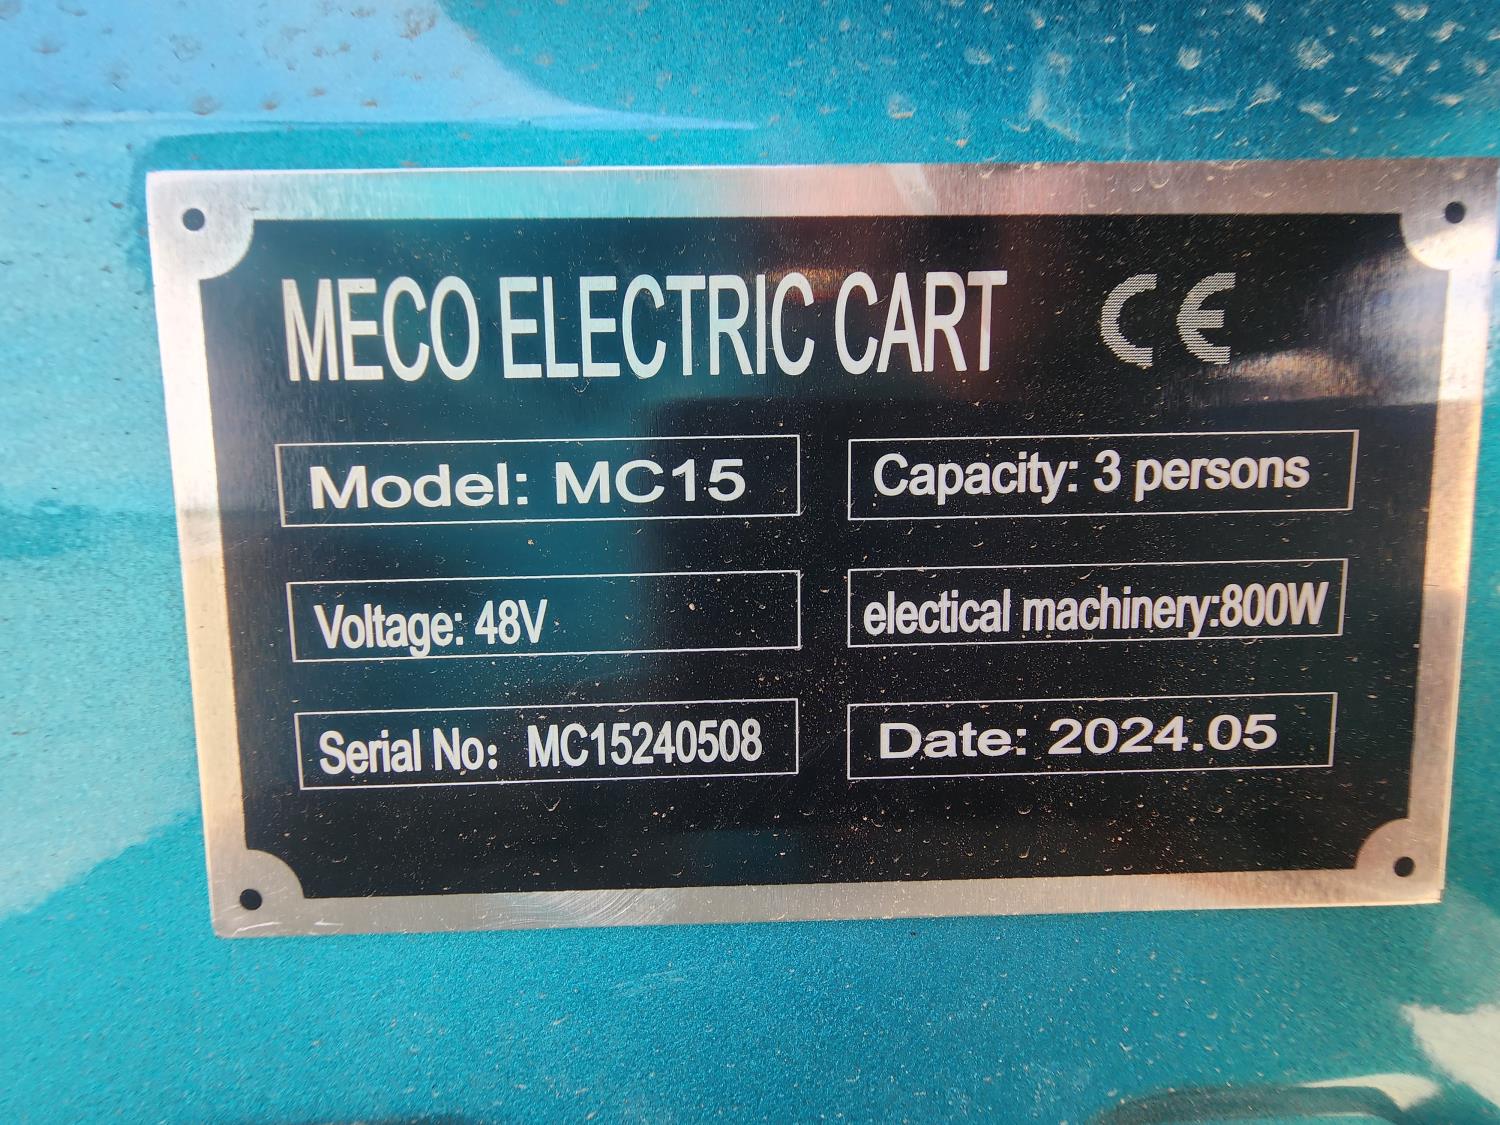 MECO ELECTRIC CART CE
Model: MC15
Capacity: 3 persons
Voltage: 48V
electical machinery:800W
Serial No: MC15240508
Date: 2024.05